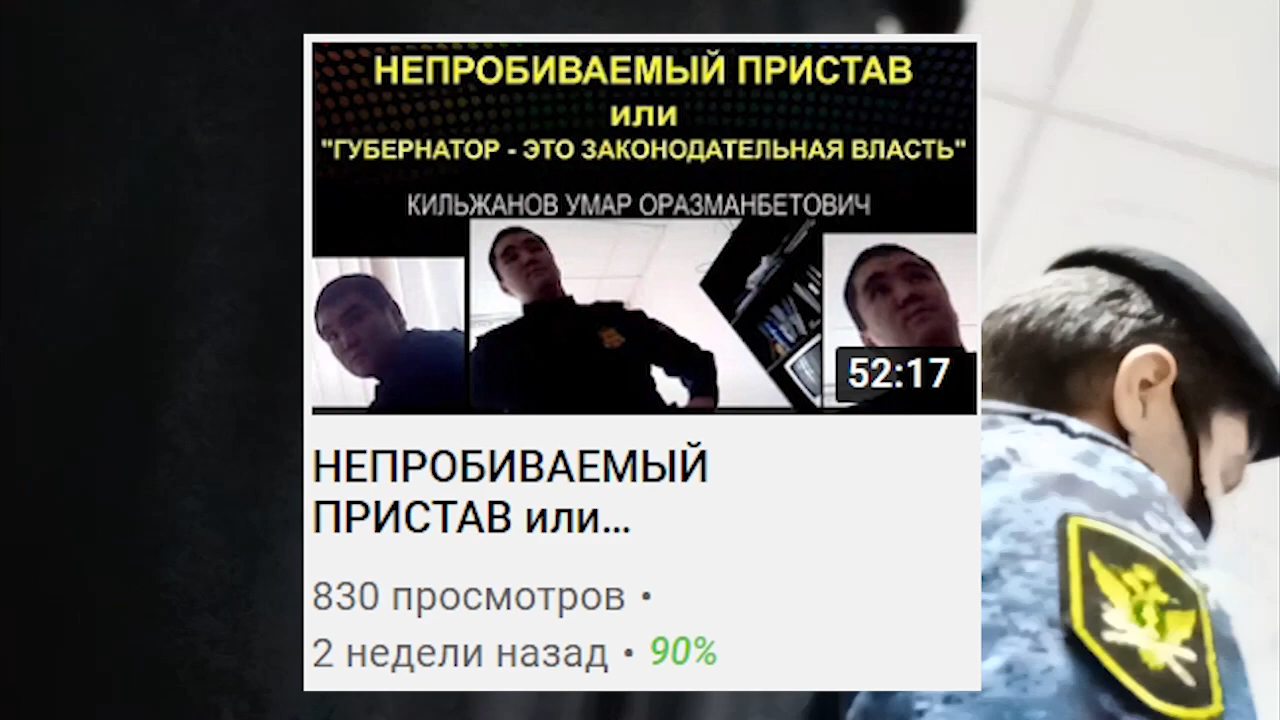 НЕПРОБИВАЕМЫЙ ПРИСТАВ
или
"ГУБЕРНАТОР - ЭТО ЗАКОНОДАТЕЛЬНАЯ ВЛАСТЬ"
КИЛЬЖАНОВ УМАР ОРАЗМАНБЕТОВИЧ
52:17
НЕПРОБИВАЕМЫЙ
ПРИСТАВ или...
830 просмотров •
2 недели назад • 90%